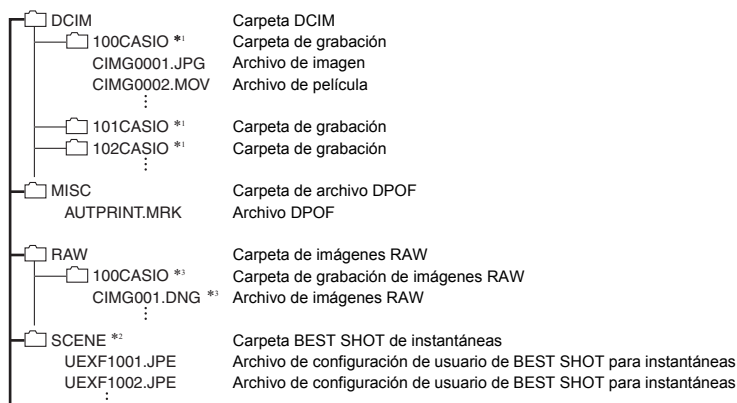 DCIM Carpeta DCIM
100CASIO *1 Carpeta de grabación
CIMG0001.JPG Archivo de imagen
CIMG0002.MOV Archivo de película
101CASIO *1 Carpeta de grabación
102CASIO *1 Carpeta de grabación
MISC Carpeta de archivo DPOF
AUTPRINT.MRK Archivo DPOF
RAW Carpeta de imágenes RAW
100CASIO *3 Carpeta de grabación de imágenes RAW
CIMG001.DNG *3 Archivo de imágenes RAW
SCENE *2 Carpeta BEST SHOT de instantáneas
UEXF1001.JPE Archivo de configuración de usuario de BEST SHOT para instantáneas
UEXF1002.JPE Archivo de configuración de usuario de BEST SHOT para instantáneas